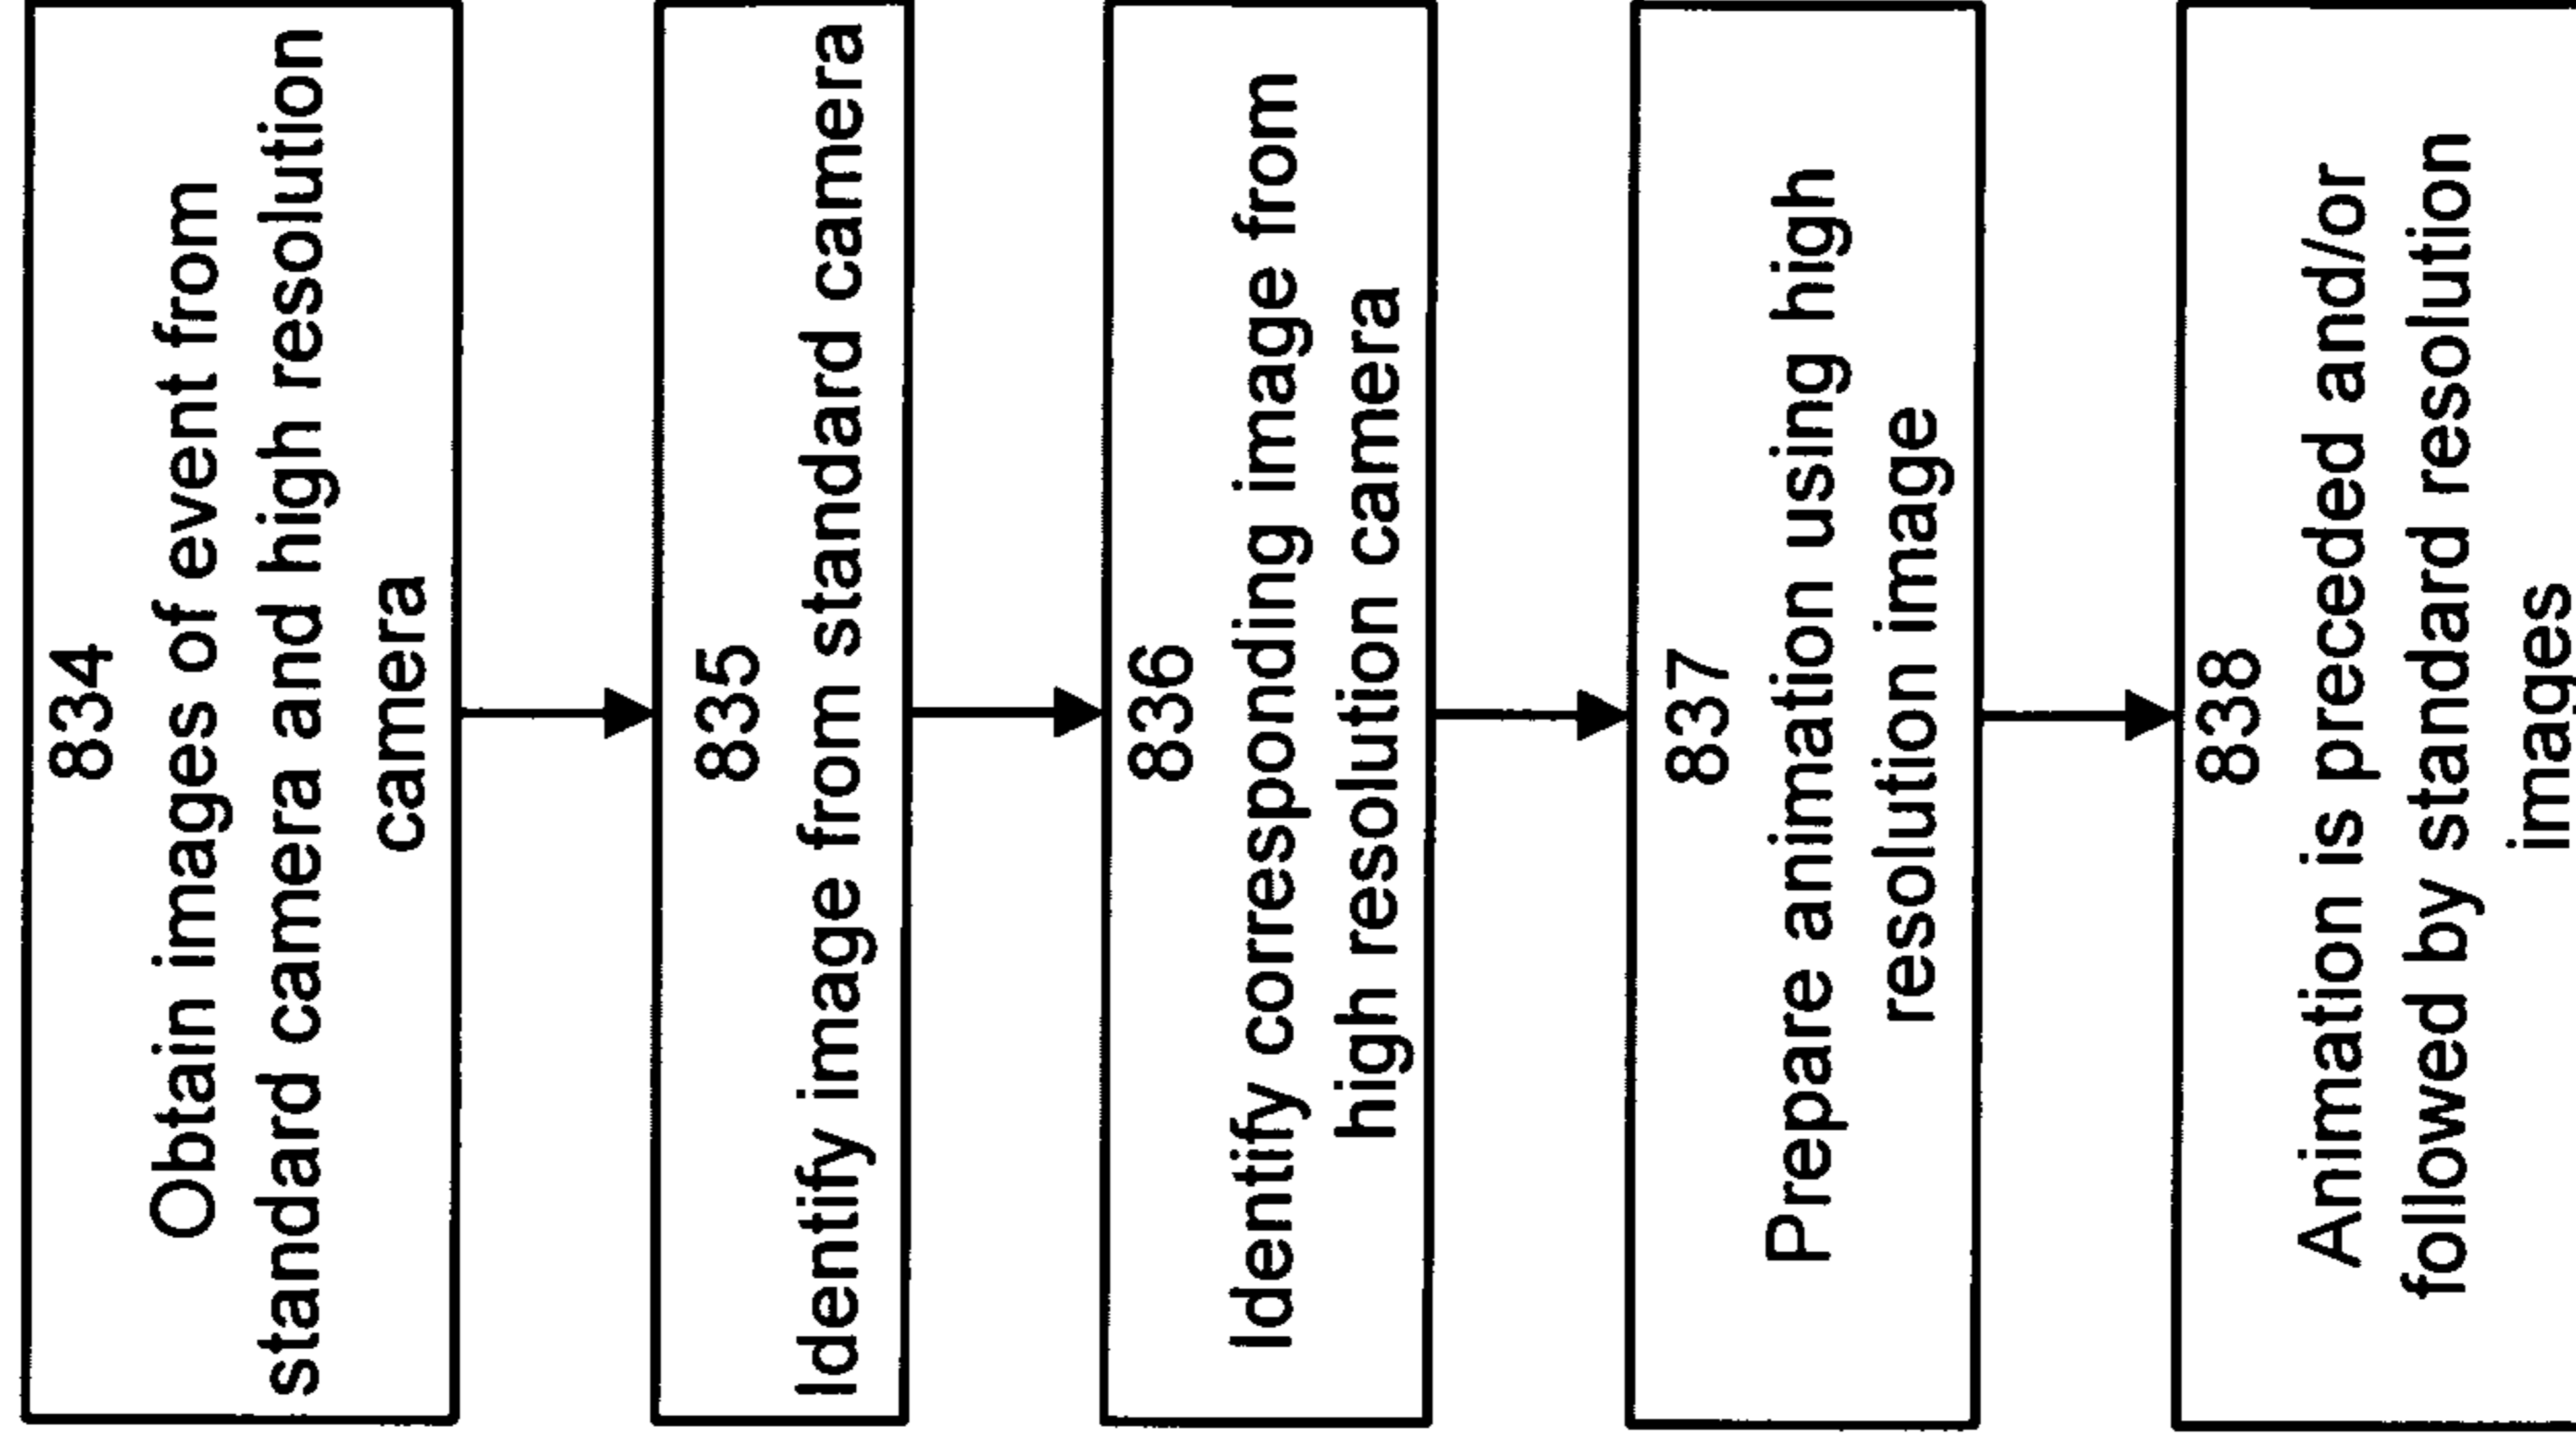 834
Obtain images of event from
standard camera and high resolution
camera
835
Identify image from standard camera
836
Identify corresponding image from
high resolution camera
837
Prepare animation using high
resolution image
838
Animation is preceded and/or
followed by standard resolution
images